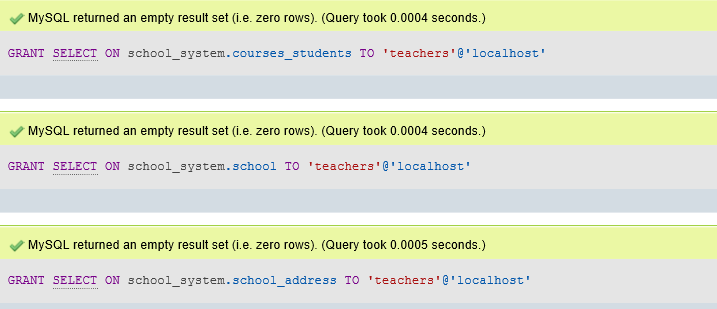 MySQL returned an empty result set (i.e. zero rows). (Query took 0.0004 seconds.)
GRANT SELECT ON school_system.courses_students TO 'teachers'@'localhost'
MySQL returned an empty result set (i.e. zero rows). (Query took 0.0004 seconds.)
GRANT SELECT ON school_system.school TO 'teachers'@'localhost'
MySQL returned an empty result set (i.e. zero rows). (Query took 0.0005 seconds.)
GRANT SELECT ON school_system.school_address TO 'teachers'@'localhost'